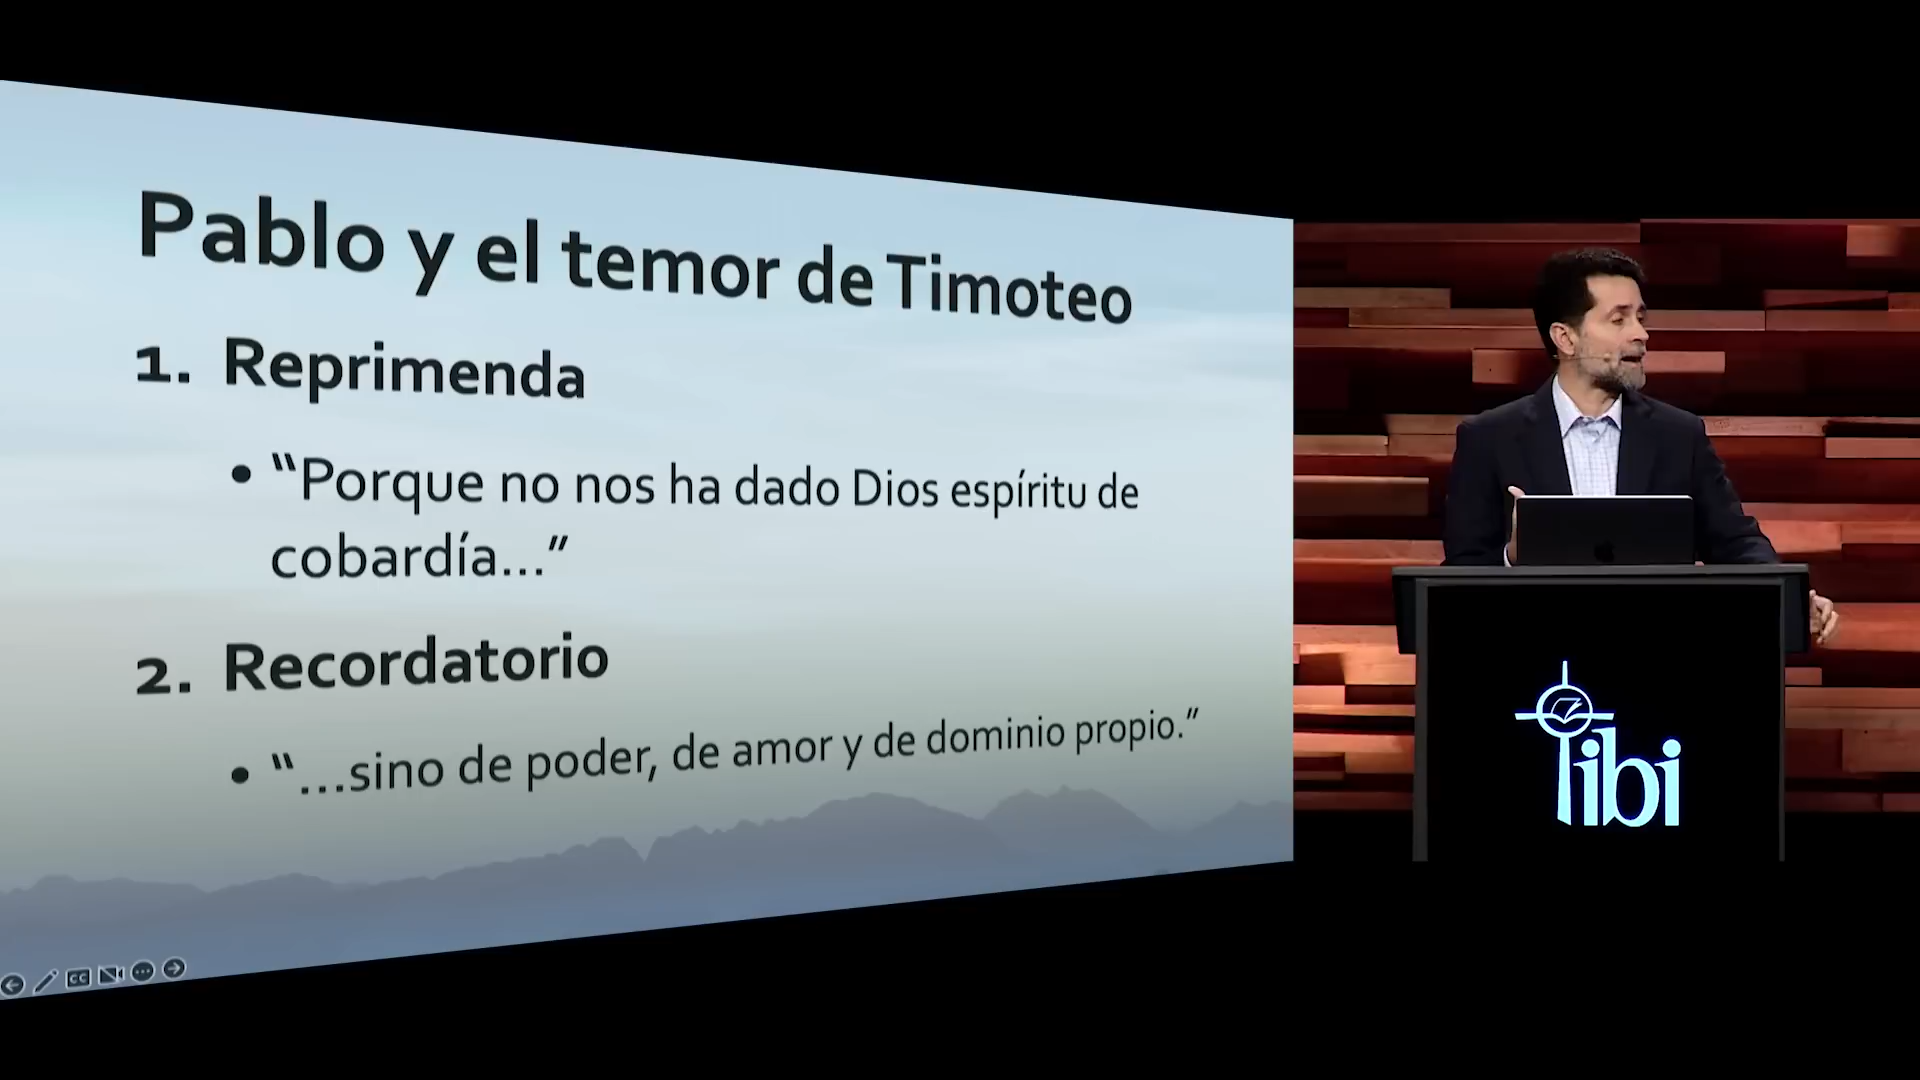 Pablo y el temor de Timoteo
1. Reprimenda
• “Porque no nos ha dado Dios espíritu de
cobardía...”
2. Recordatorio
• “...sino de poder, de amor y de dominio propio.”
CC
ibi